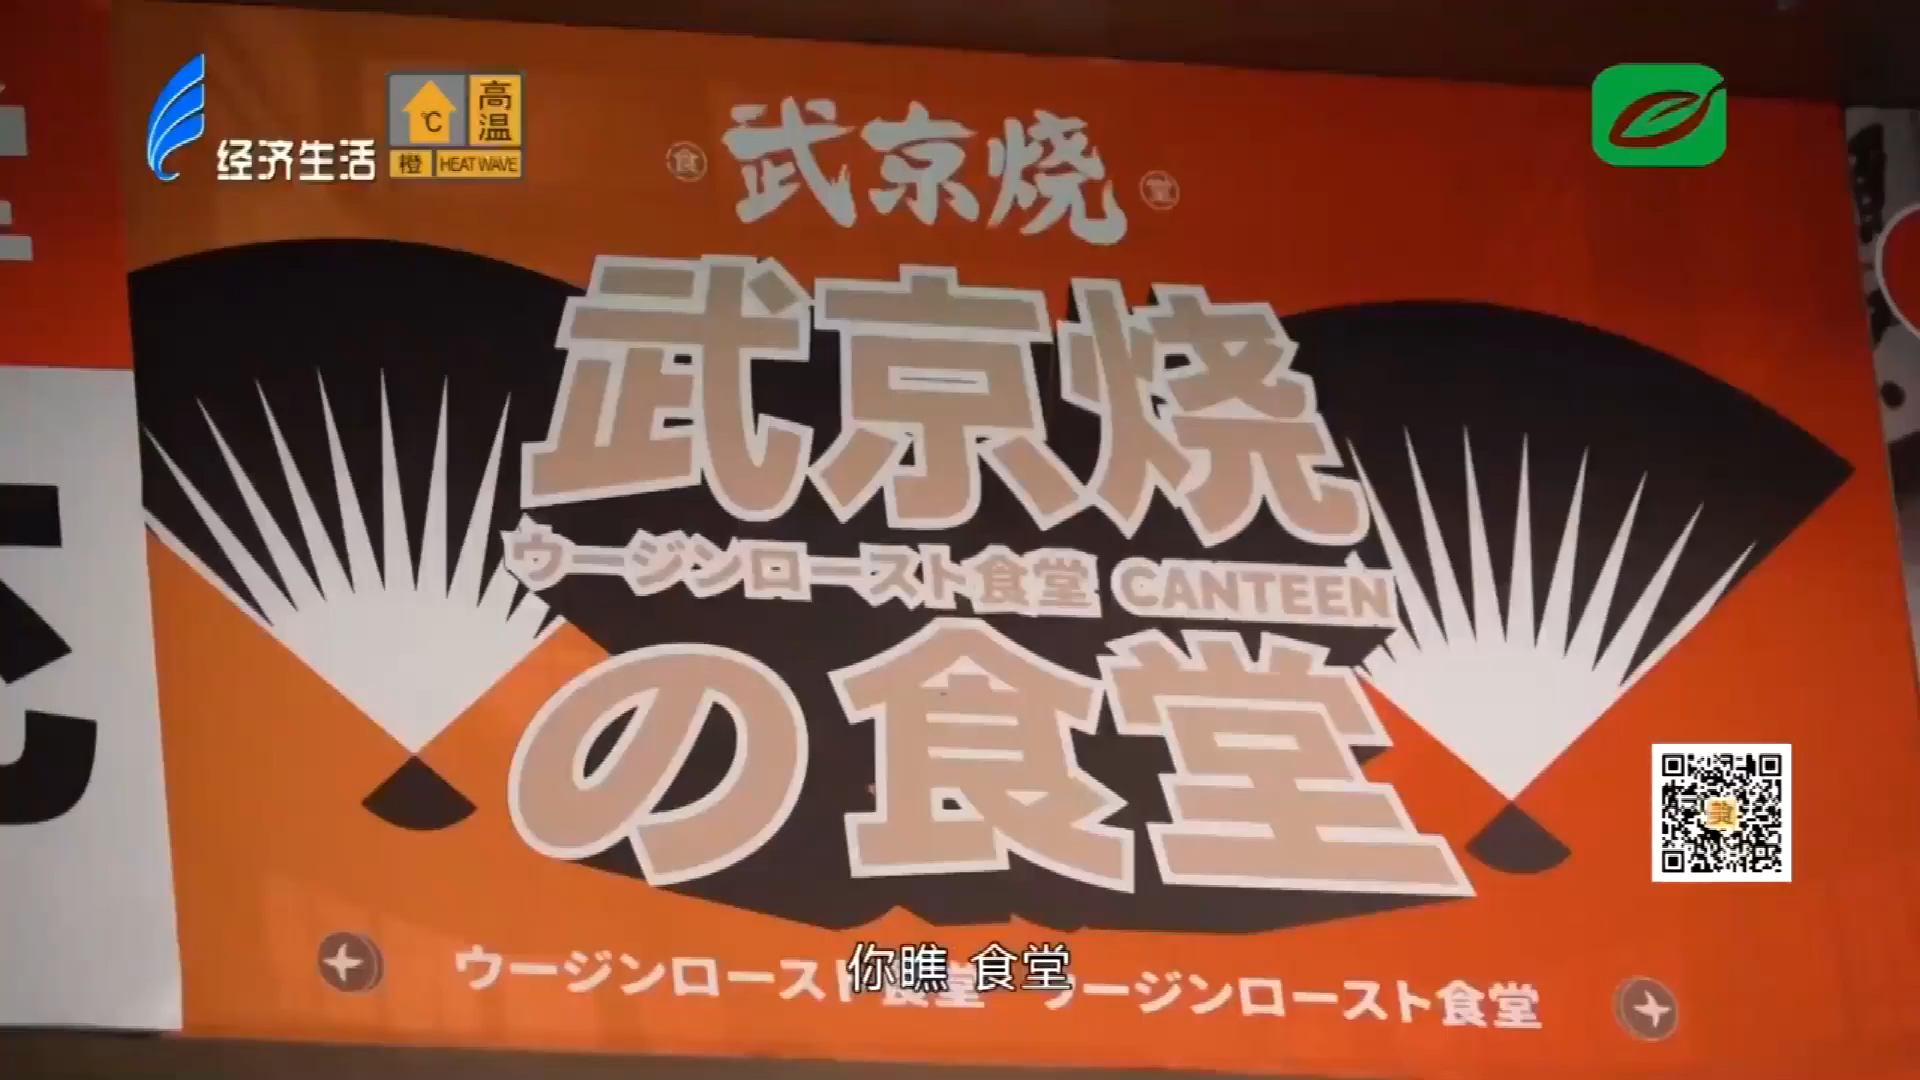 经济生活
℃
高温
橙 HEAT WAVE
食 武京烧 堂
武京烧
ウージンロースト食堂 CANTEEN
の食堂
ウージンロースト食堂 ウージンロースト食堂
你瞧 食堂